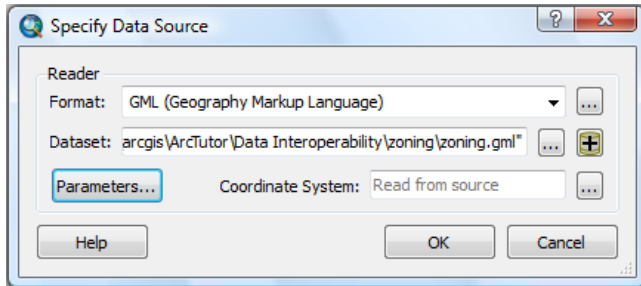 Specify Data Source
Reader
Format: GML (Geography Markup Language) ...
Dataset: arcgis\ArcTutor\Data Interoperability\zoning\zoning.gml" ...
Parameters... Coordinate System: Read from source ...
Help OK Cancel